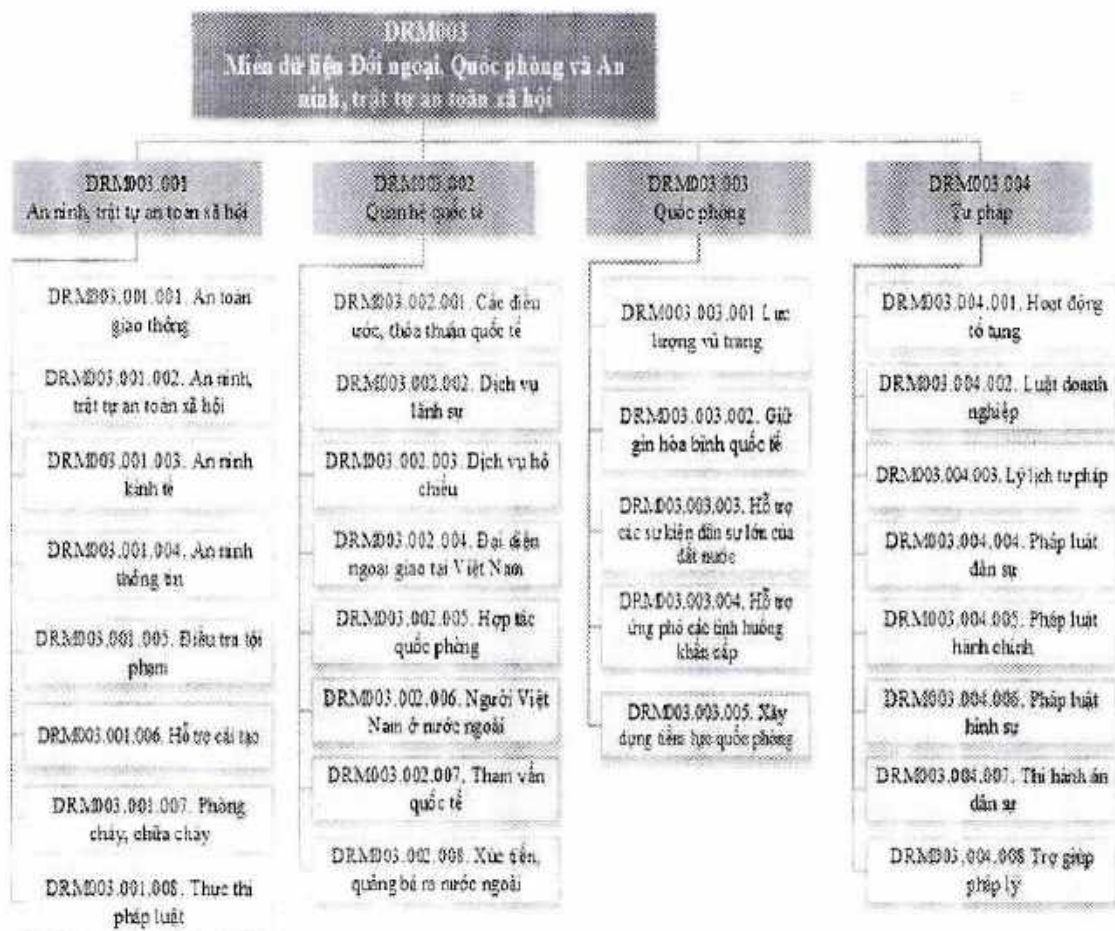 DRM003
Miền dữ liệu Đối ngoại, Quốc phòng và An
ninh, trật tự an toàn xã hội
DRM003.001
An ninh, trật tự an toàn xã hội
DRM003.001.001. An toàn
giao thông
DRM003.001.002. An ninh,
trật tự an toàn xã hội
DRM003.001.003. An ninh
kinh tế
DRM003.001.004. An ninh
thông tin
DRM003.001.005. Điều tra tội
phạm
DRM003.001.006. Hỗ trợ cải tạo
DRM003.001.007. Phòng
cháy, chữa cháy
DRM003.001.008. Thực thi
pháp luật
DRM003.002
Quan hệ quốc tế
DRM003.002.001. Các điều
ước, thỏa thuận quốc tế
DRM003.002.002. Dịch vụ
lãnh sự
DRM003.002.003. Dịch vụ hộ
chiếu
DRM003.002.004. Đại diện
ngoại giao tại Việt Nam
DRM003.002.005. Hợp tác
quốc phòng
DRM003.002.006. Người Việt
Nam ở nước ngoài
DRM003.002.007. Tham vấn
quốc tế
DRM003.002.008. Xúc tiến,
quảng bá ra nước ngoài
DRM003.003
Quốc phòng
DRM003.003.001 Lực
lượng vũ trang
DRM003.003.002. Giữ
gìn hòa bình quốc tế
DRM003.003.003. Hỗ trợ
các sự kiện dân sự lớn của
đất nước
DRM003.003.004. Hỗ trợ
ứng phó các tình huống
khẩn cấp
DRM003.003.005. Xây
dựng tiềm lực quốc phòng
DRM003.004
Tư pháp
DRM003.004.001. Hoạt động
tố tụng
DRM003.004.002. Luật doanh
nghiệp
DRM003.004.003. Lý lịch tư pháp
DRM003.004.004. Pháp luật
dân sự
DRM003.004.005. Pháp luật
hành chính
DRM003.004.006. Pháp luật
hình sự
DRM003.004.007. Thi hành án
dân sự
DRM003.004.008 Trợ giúp
pháp lý